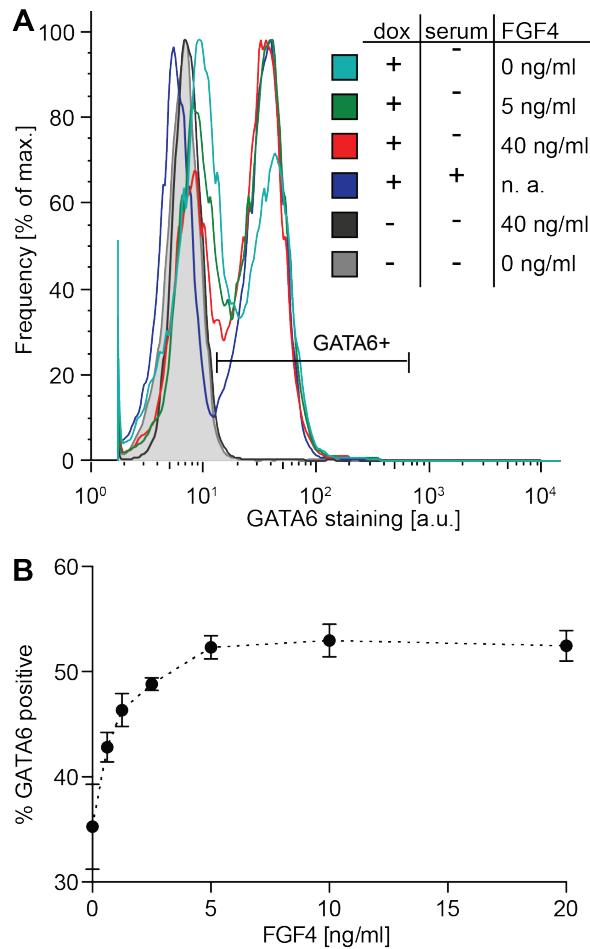 A
dox serum FGF4
+ - 0 ng/ml
+ - 5 ng/ml
+ - 40 ng/ml
+ + n. a.
- - 40 ng/ml
- - 0 ng/ml
100
80
60
40
20
0
Frequency [% of max.]
GATA6+
10⁰ 10¹ 10² 10³ 10⁴
GATA6 staining [a.u.]
B
60
50
40
30
% GATA6 positive
0 5 10 15 20
FGF4 [ng/ml]